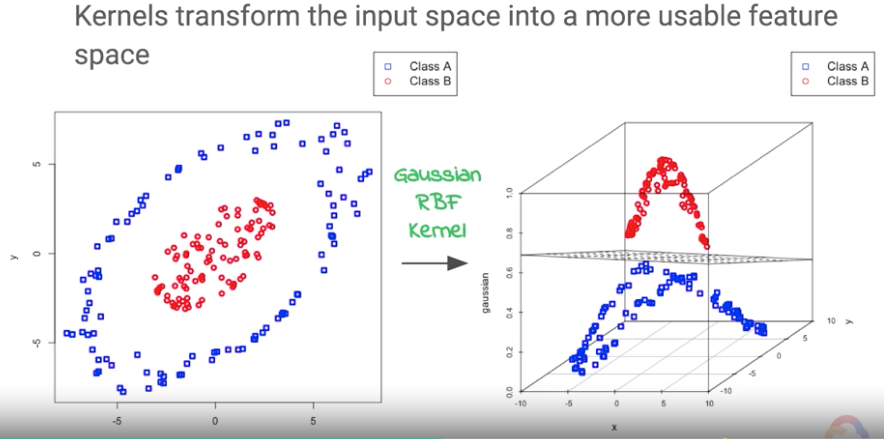 Kernels transform the input space into a more usable feature
space
Class A
Class B
Class A
Class B
Gaussian
RBF
Kernel
y
5
0
-5
-5
0
5
gaussian
1.0
0.8
0.6
0.4
0.2
0.0
-10
-5
0
5
10
x
-10
-5
0
5
10
y